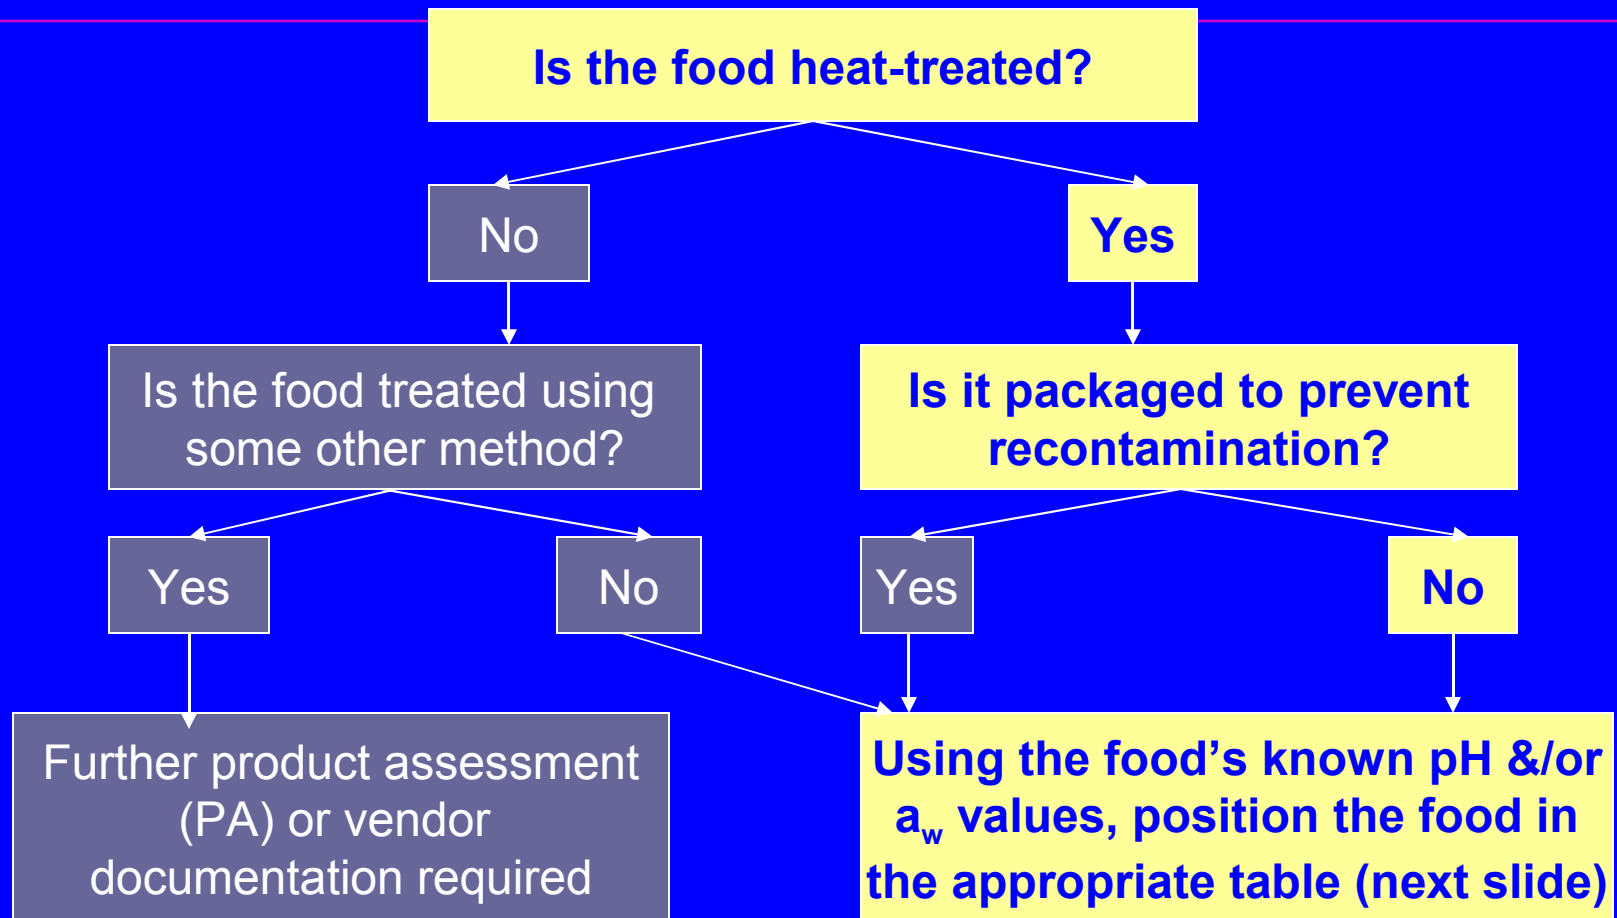 Is the food heat-treated?
No
Yes
Is the food treated using
some other method?
Is it packaged to prevent
recontamination?
Yes
No
Yes
No
Further product assessment
(PA) or vendor
documentation required
Using the food’s known pH &/or
aw values, position the food in
the appropriate table (next slide)